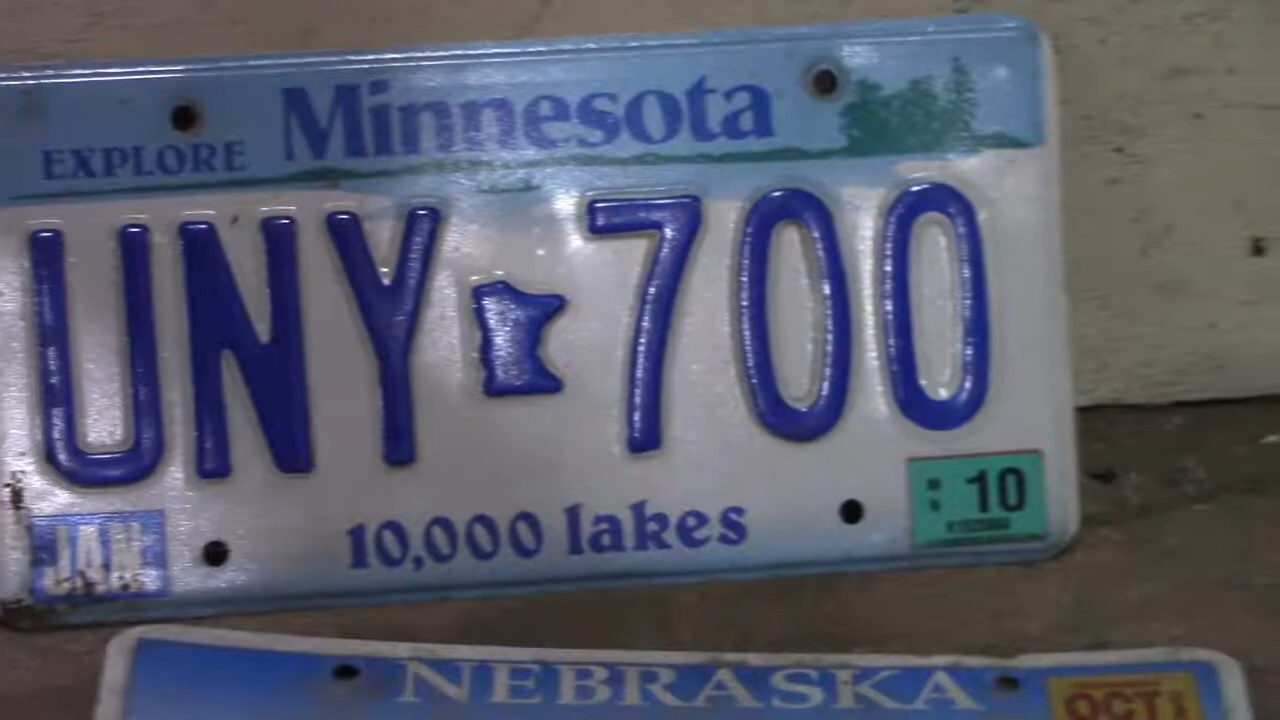 EXPLORE Minnesota
UNY 700
JAN
10,000 lakes
10
NEBRASKA
OCT